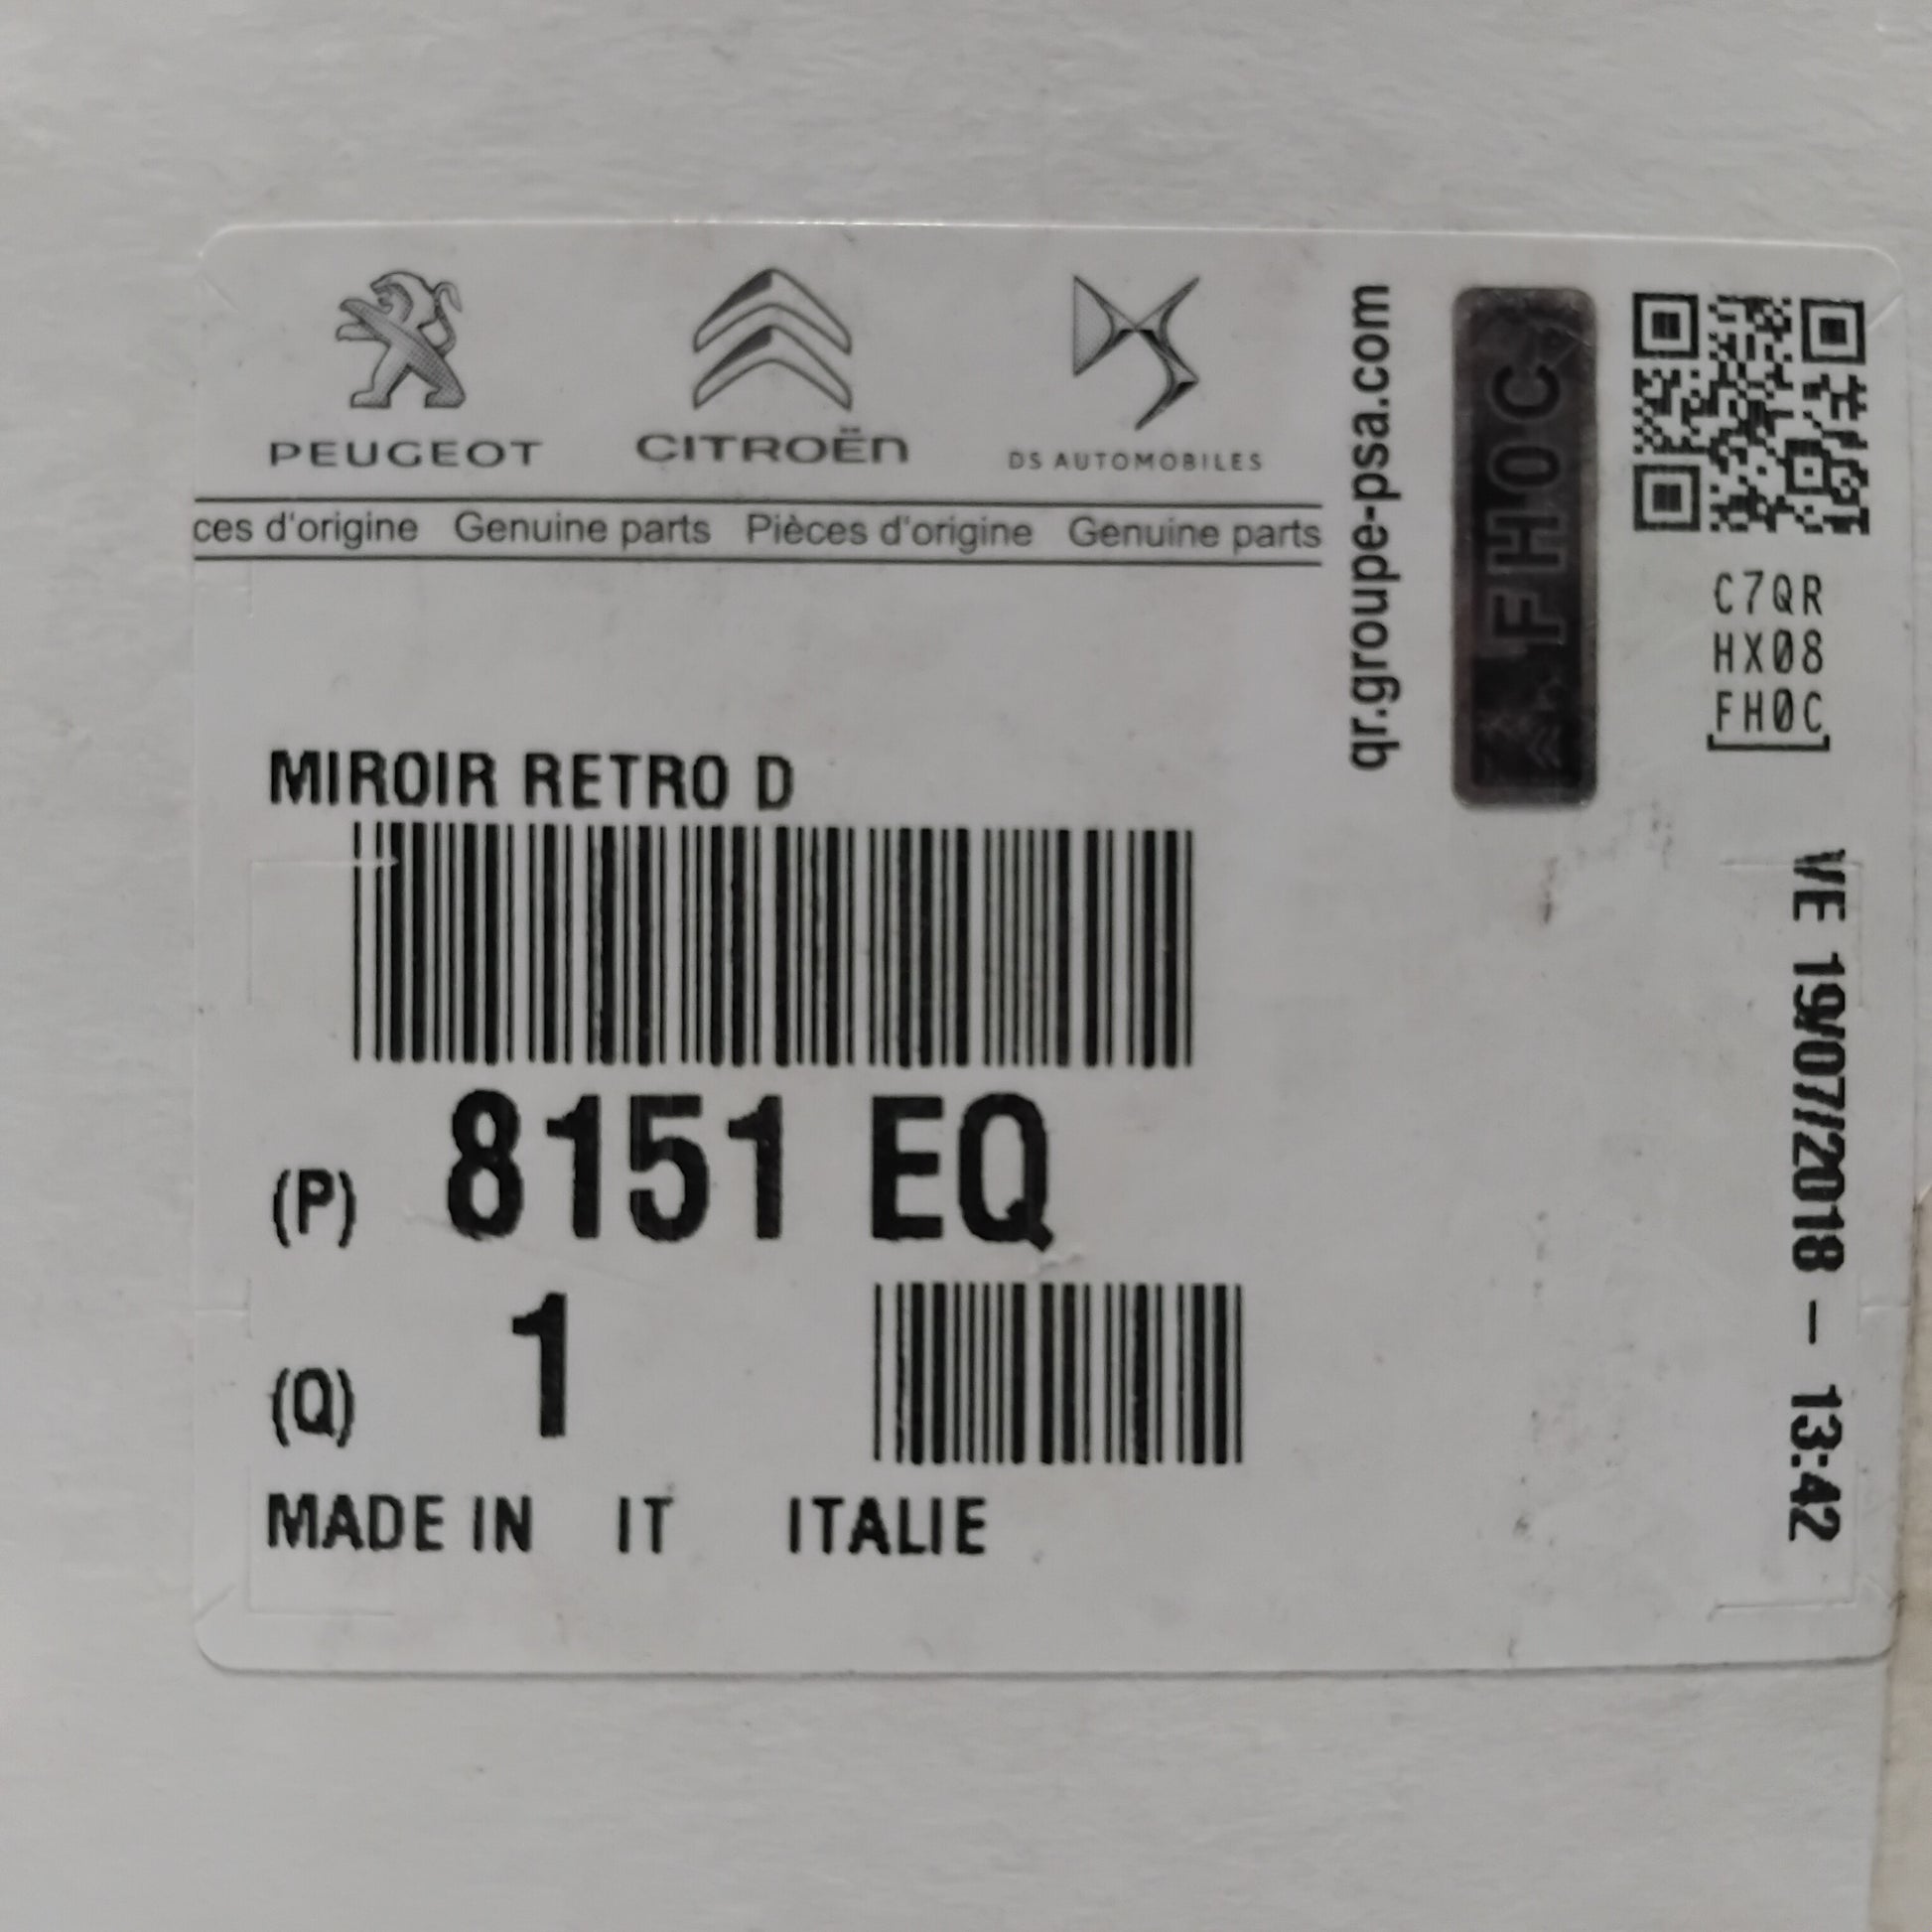 PEUGEOT
CITROËN
DS AUTOMOBILES
ces d'origine Genuine parts Pièces d'origine Genuine parts
qr.groupe-psa.com
FH0C
C7QR
HX08
FH0C
MIROIR RETRO D
(P) 8151 EQ
(Q) 1
MADE IN IT ITALIE
VE 19/07/2018 - 13:42